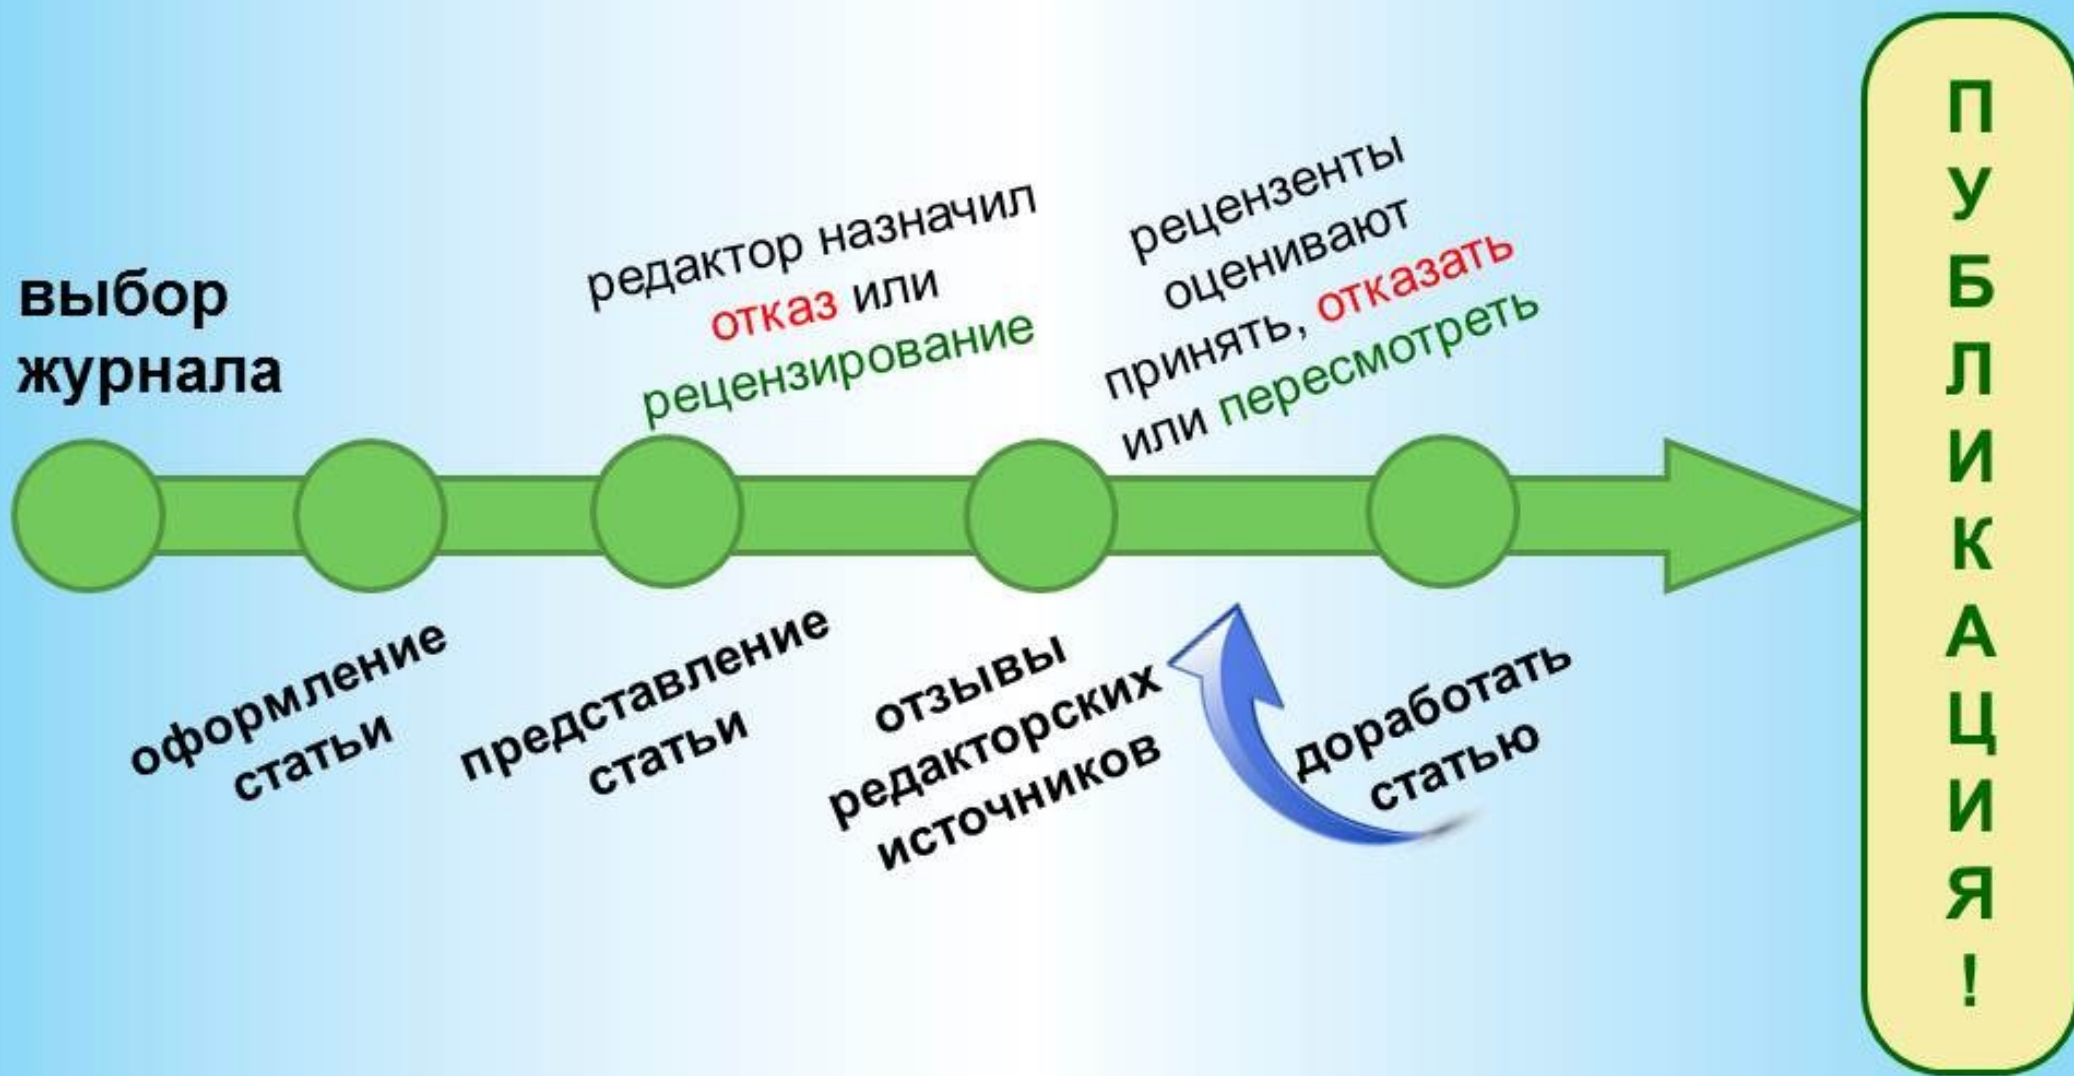 выбор
журнала
оформление
статьи
представление
статьи
редактор назначил
отказ или
рецензирование
отзывы
редакторских
источников
рецензенты
оценивают
принять, отказать
или пересмотреть
доработать
статью
ПУБЛИКАЦИЯ!